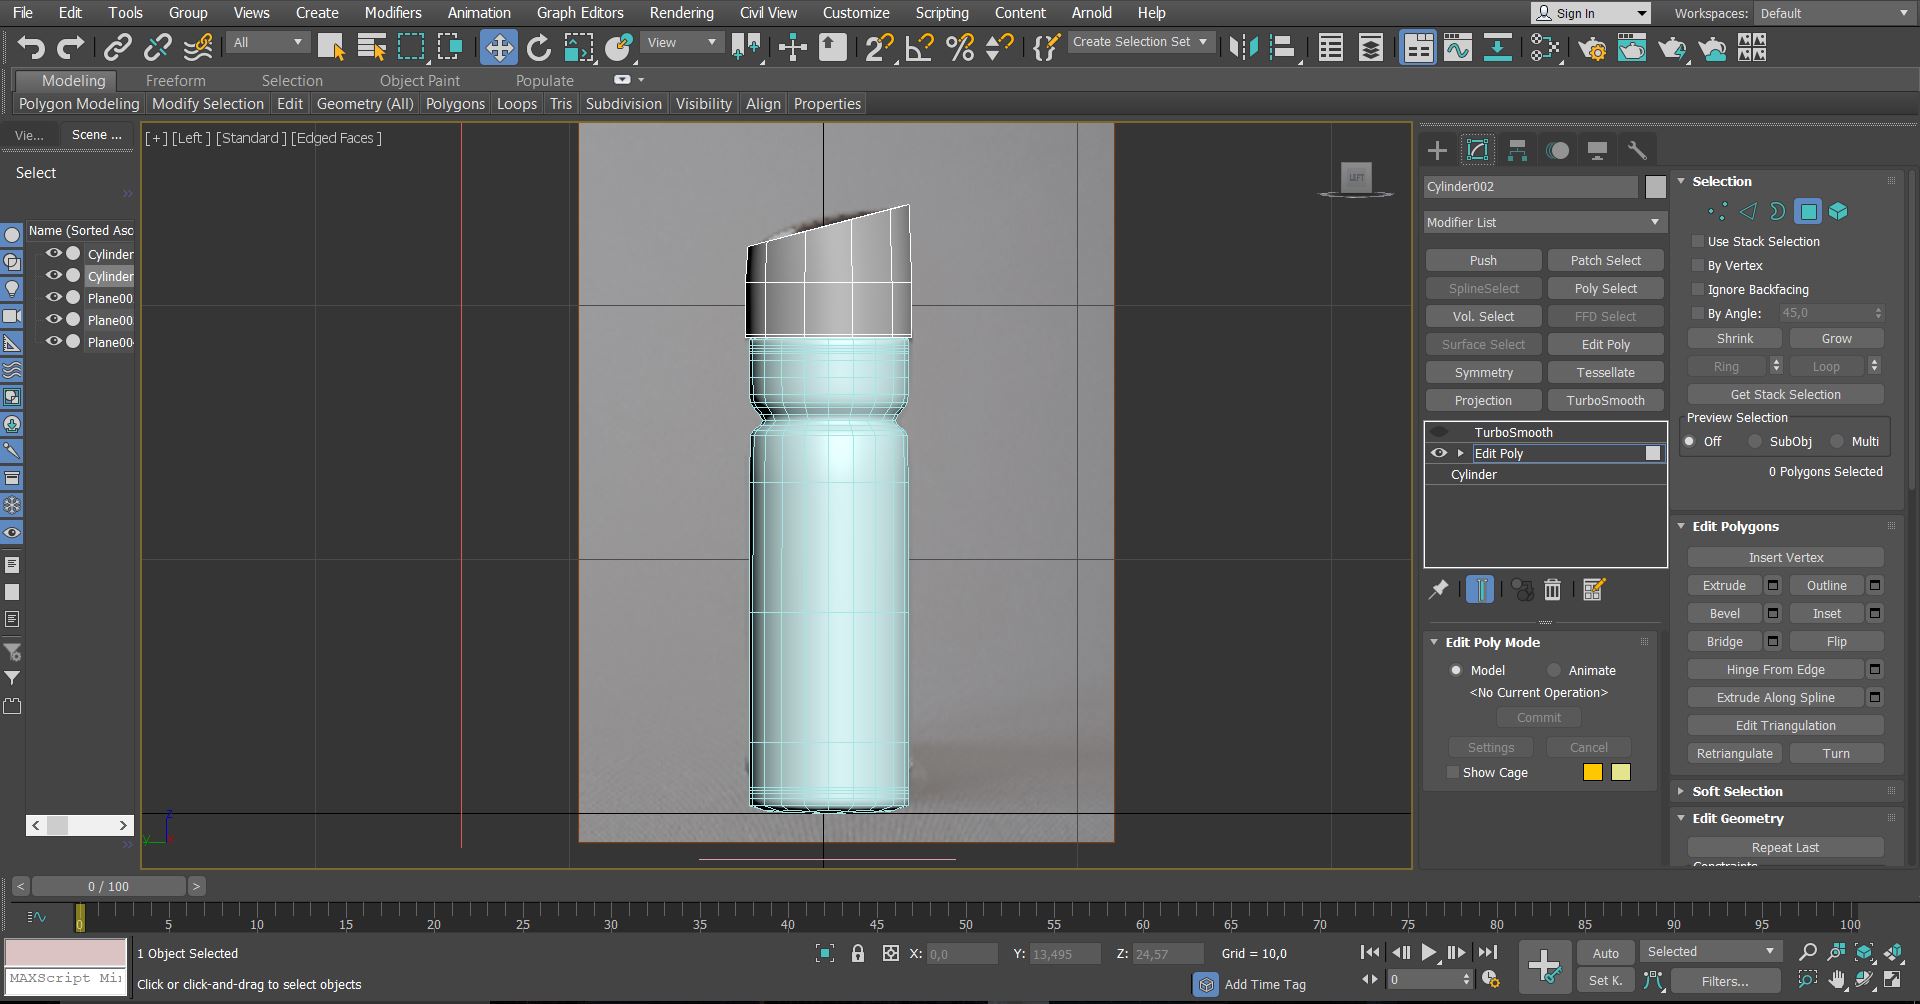 File Edit Tools Group Views Create Modifiers Animation Graph Editors Rendering Civil View Customize Scripting Content Arnold Help Sign In Workspaces: Default
All View Create Selection Set
Modeling Freeform Selection Object Paint Populate
Polygon Modeling Modify Selection Edit Geometry (All) Polygons Loops Tris Subdivision Visibility Align Properties
Vie... Scene ...
Select
Name (Sorted Asc
Cylinder
Cylinder
Plane00
Plane00
Plane00
[+] [Left ] [Standard ] [Edged Faces ]
LEFT
Cylinder002
Modifier List
Push Patch Select
SplineSelect Poly Select
Vol. Select FFD Select
Surface Select Edit Poly
Symmetry Tessellate
Projection TurboSmooth
TurboSmooth
Edit Poly
Cylinder
Edit Poly Mode
Model Animate
<No Current Operation>
Commit
Settings Cancel
Show Cage
Selection
Use Stack Selection
By Vertex
Ignore Backfacing
By Angle: 45,0
Shrink Grow
Ring Loop
Get Stack Selection
Preview Selection
Off SubObj Multi
0 Polygons Selected
Edit Polygons
Insert Vertex
Extrude Outline
Bevel Inset
Bridge Flip
Hinge From Edge
Extrude Along Spline
Edit Triangulation
Retriangulate Turn
Soft Selection
Edit Geometry
Repeat Last
Constraints
z
y x
< 0 / 100 >
0 5 10 15 20 25 30 35 40 45 50 55 60 65 70 75 80 85 90 95 100
1 Object Selected X: 0,0 Y: 13,495 Z: 24,57 Grid = 10,0 Auto Selected
MAXScript Mi
Click or click-and-drag to select objects Add Time Tag 0 Set K. Filters...